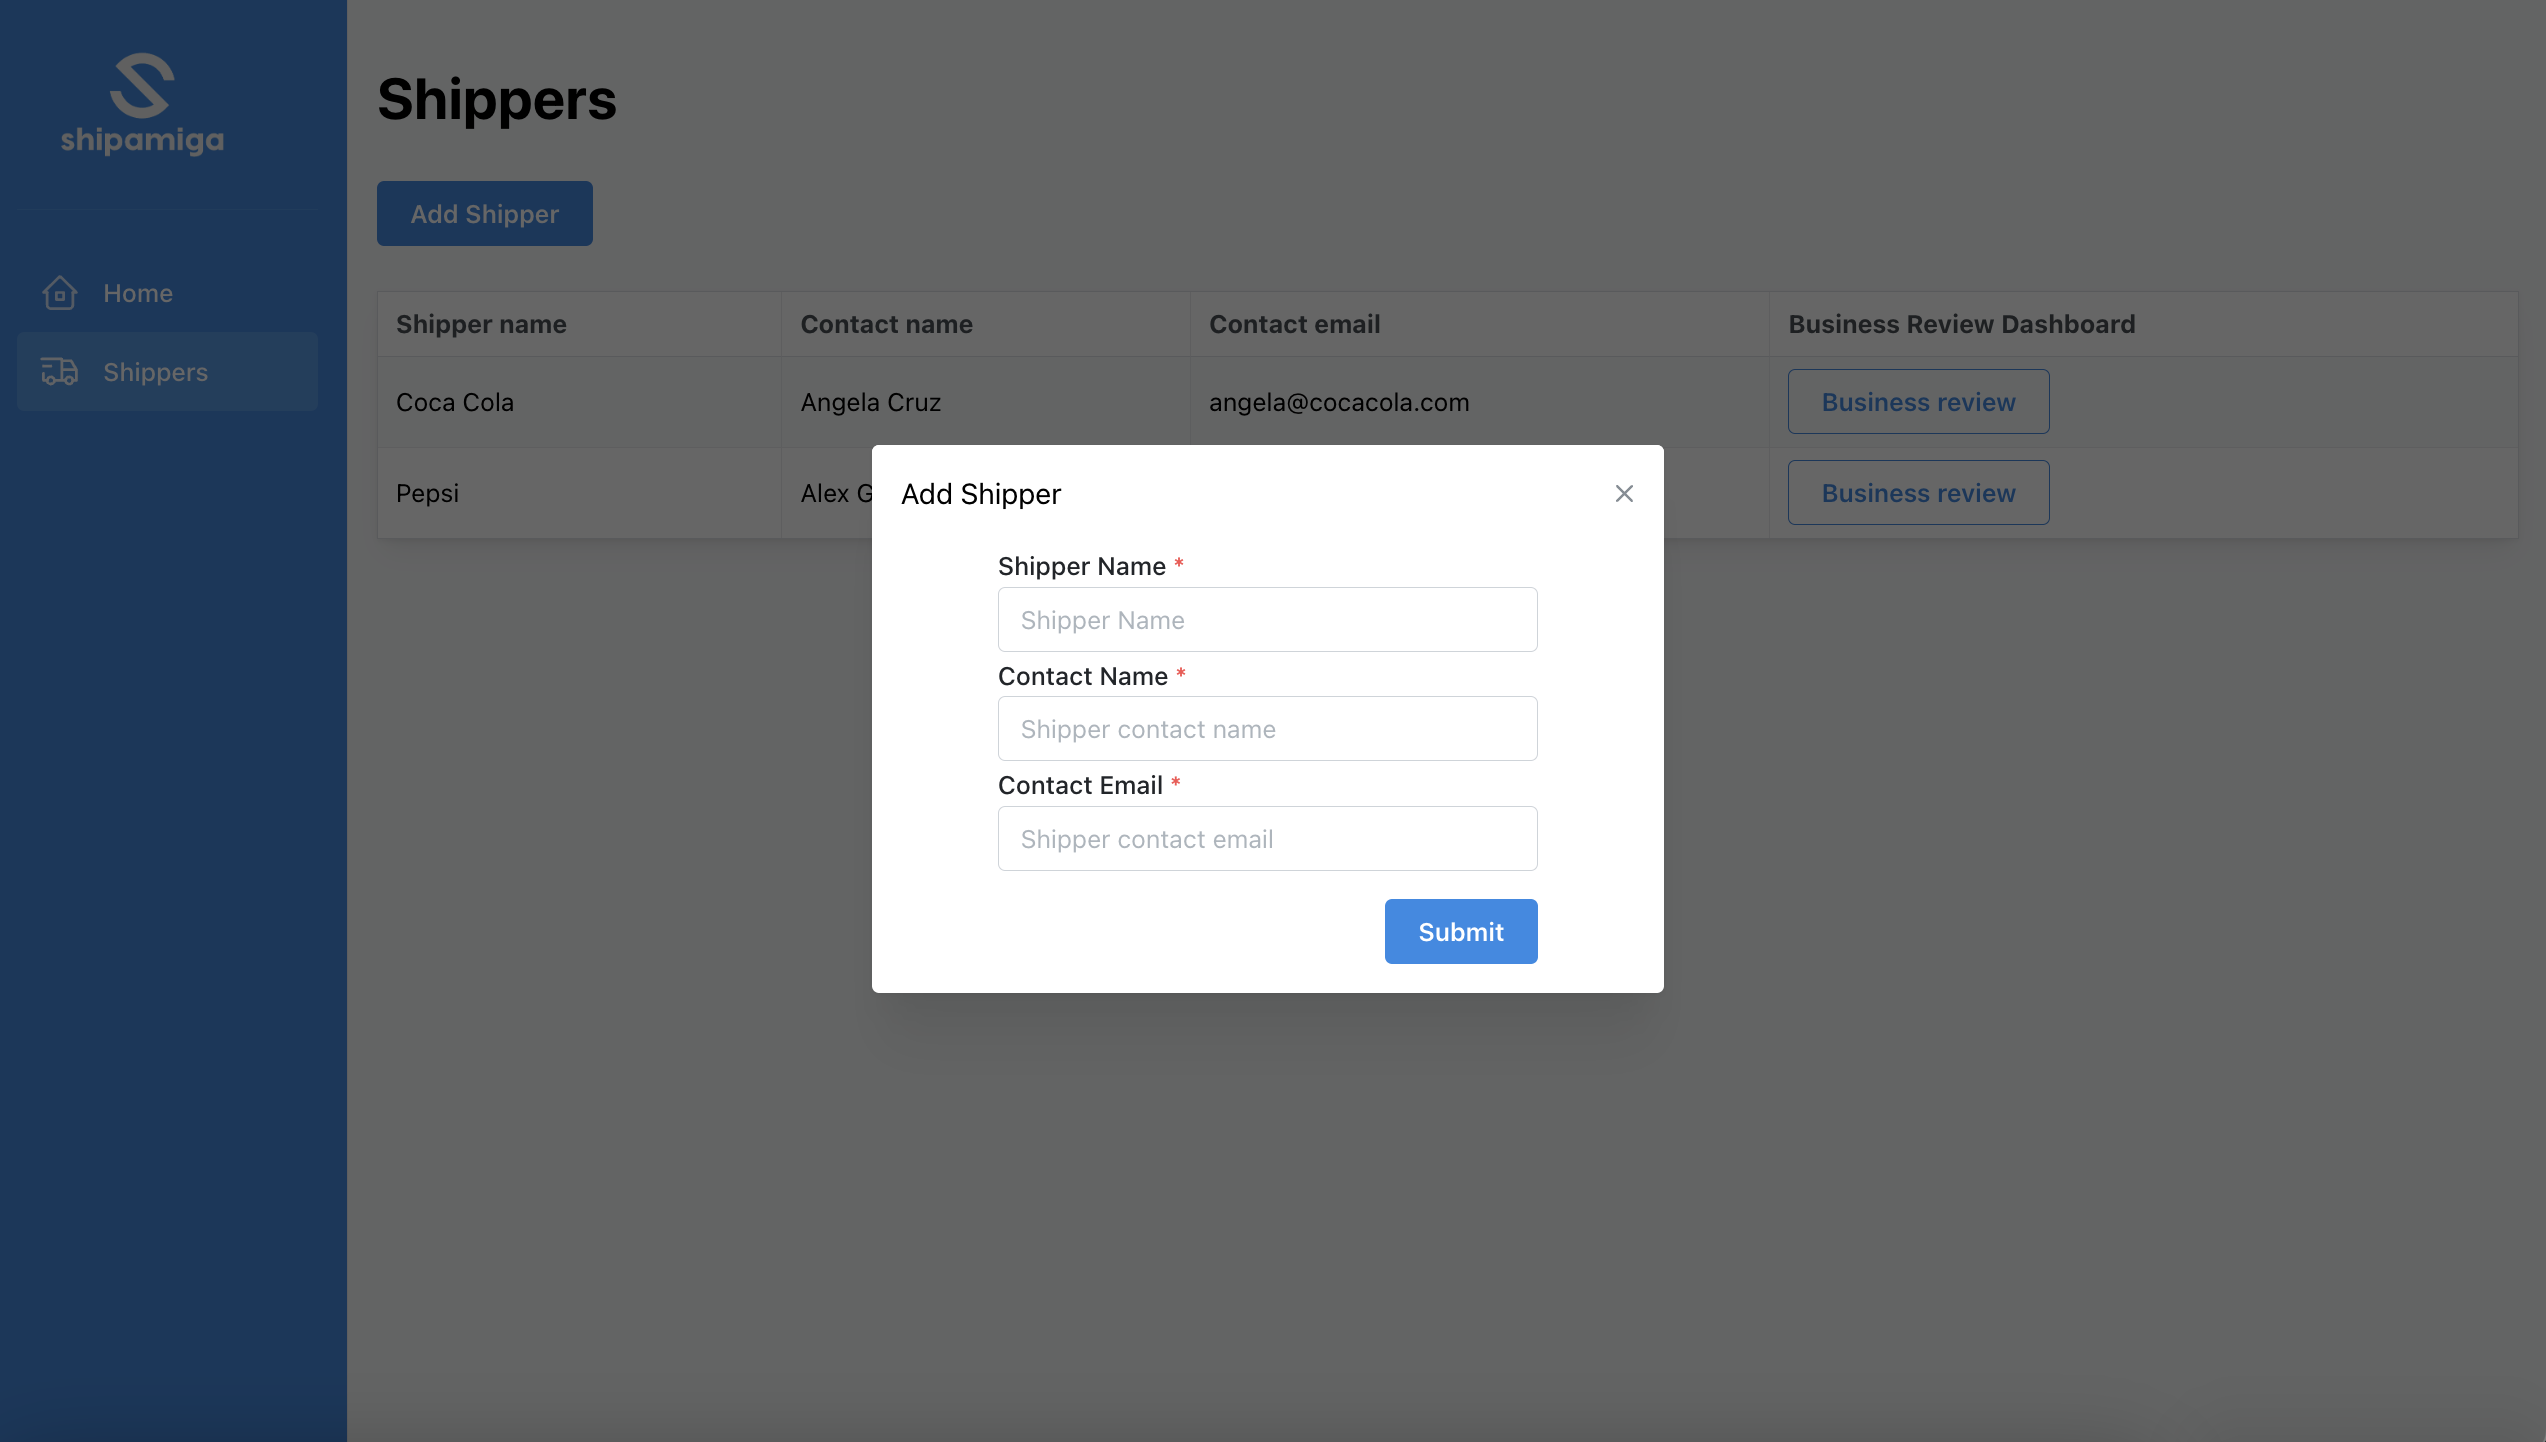 shipamiga
Home
Shippers
Shippers
Add Shipper
Shipper name Contact name Contact email Business Review Dashboard
Coca Cola Angela Cruz angela@cocacola.com Business review
Pepsi Alex Business review
Add Shipper
Shipper Name *
Shipper Name
Contact Name *
Shipper contact name
Contact Email *
Shipper contact email
Submit